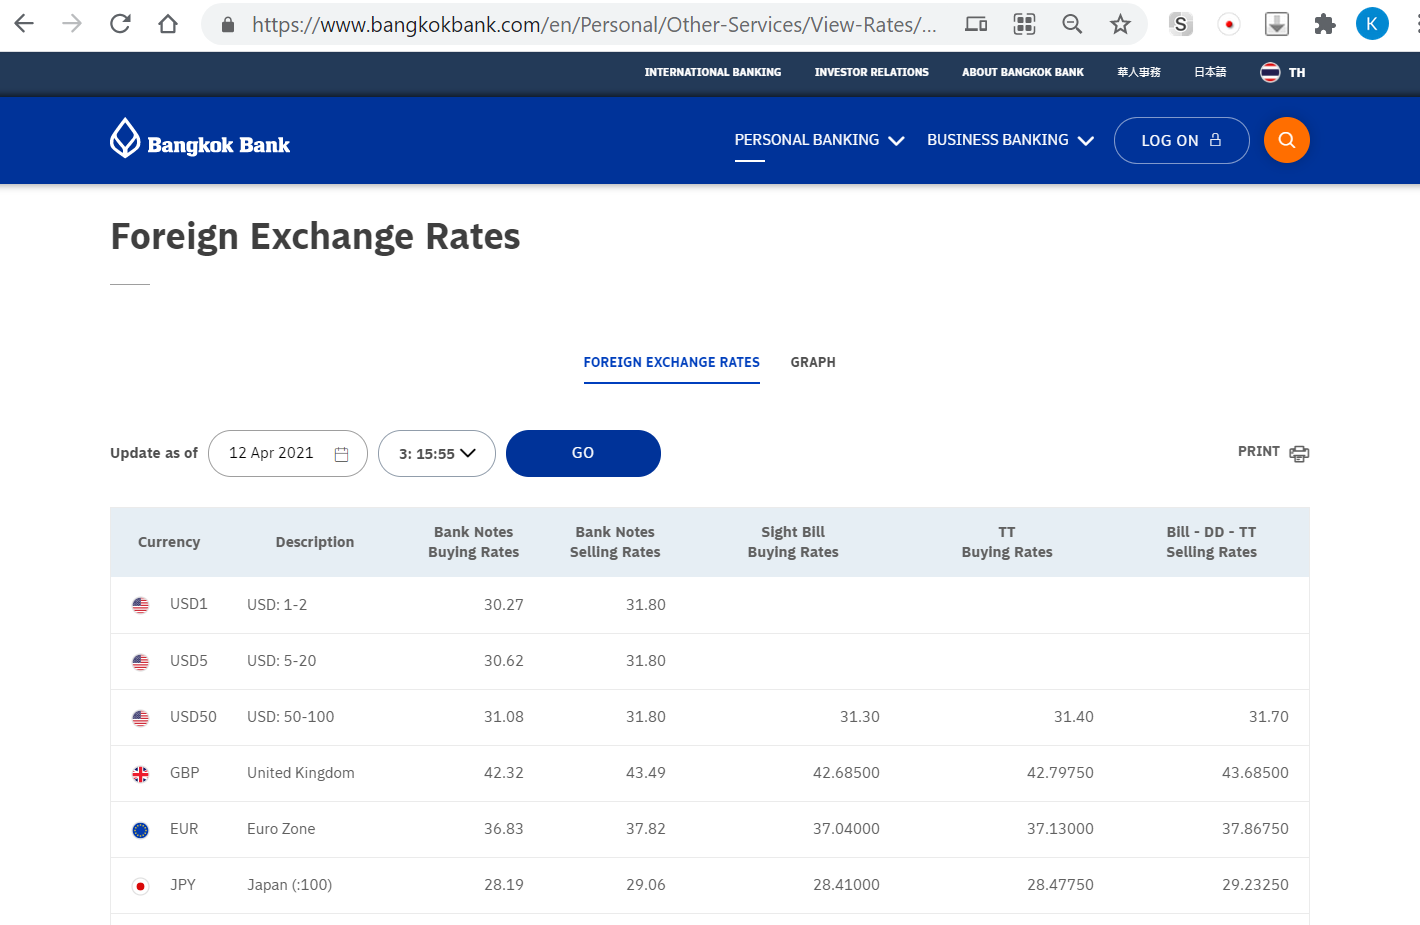 https://www.bangkokbank.com/en/Personal/Other-Services/View-Rates/...
S
K
INTERNATIONAL BANKING INVESTOR RELATIONS ABOUT BANGKOK BANK 華人事務 日本語 TH
Bangkok Bank
PERSONAL BANKING BUSINESS BANKING LOG ON
Foreign Exchange Rates
FOREIGN EXCHANGE RATES GRAPH
Update as of 12 Apr 2021 3: 15:55 GO PRINT
Currency Description Bank Notes Buying Rates Bank Notes Selling Rates Sight Bill Buying Rates TT Buying Rates Bill - DD - TT Selling Rates
USD1 USD: 1-2 30.27 31.80
USD5 USD: 5-20 30.62 31.80
USD50 USD: 50-100 31.08 31.80 31.30 31.40 31.70
GBP United Kingdom 42.32 43.49 42.68500 42.79750 43.68500
EUR Euro Zone 36.83 37.82 37.04000 37.13000 37.86750
JPY Japan (:100) 28.19 29.06 28.41000 28.47750 29.23250